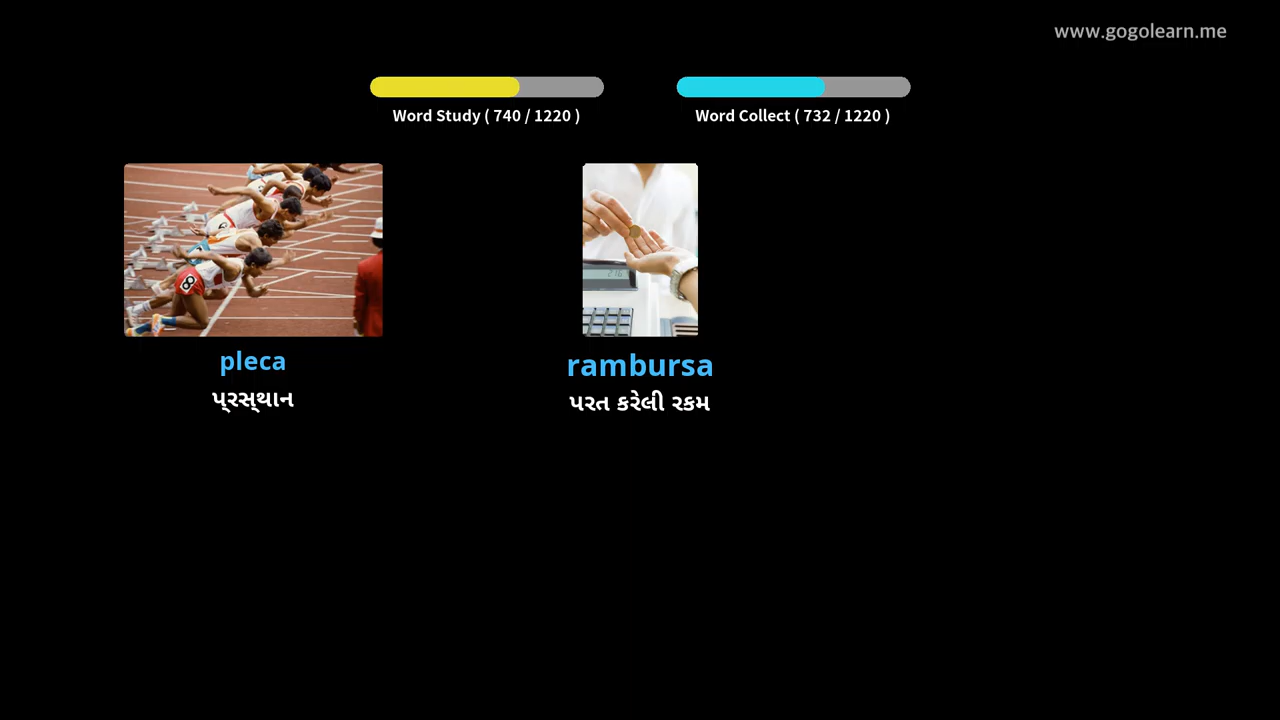 www.gogolearn.me
Word Study ( 740 / 1220 )
Word Collect ( 732 / 1220 )
pleca
પ્રસ્થાન
rambursa
પરત કરેલી રકમ